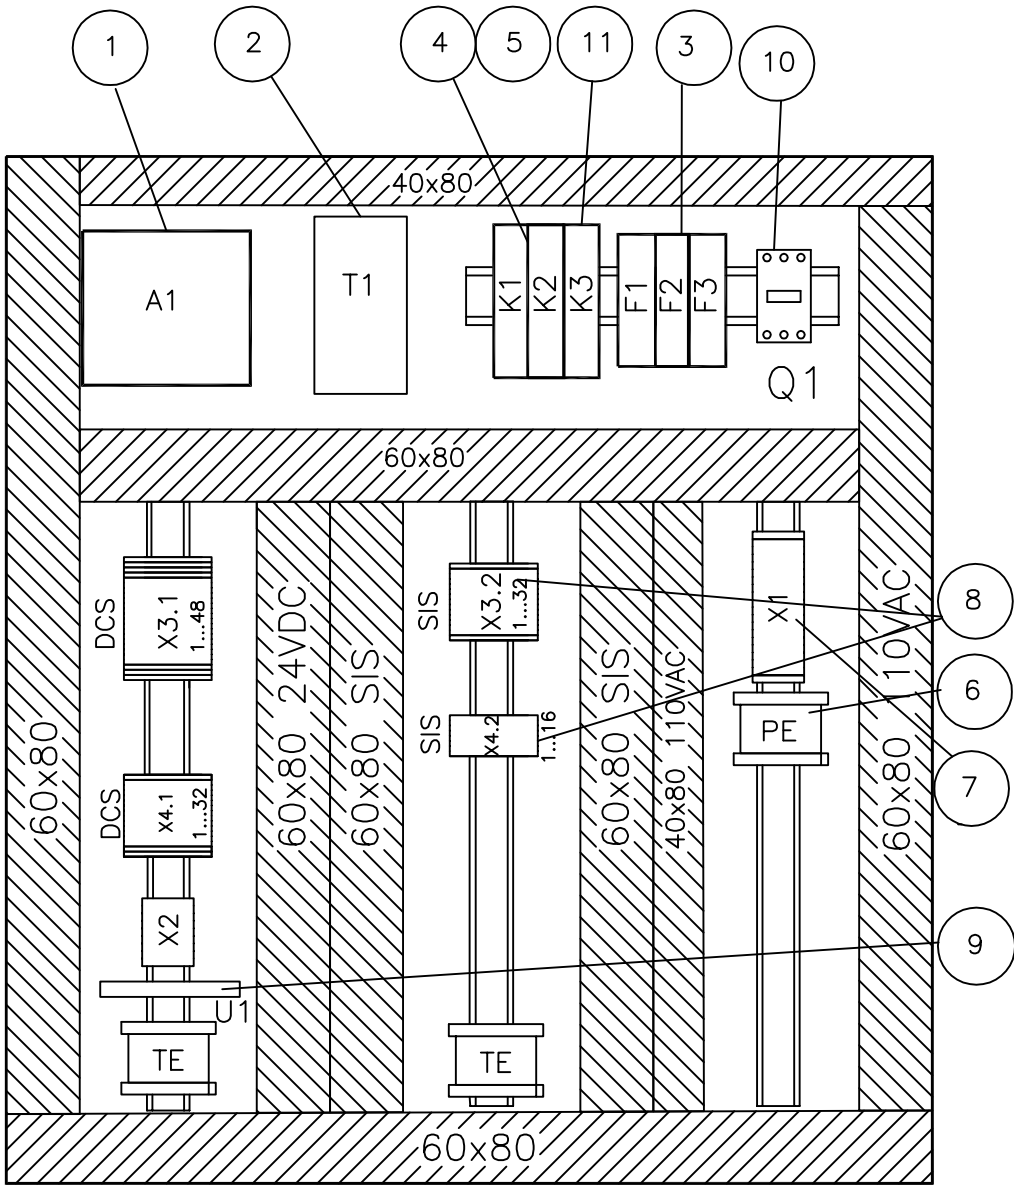 1
2
4
5
11
3
10
40x80
A1
T1
K1
K2
K3
F1
F2
F3
Q1
60x80
DCS
X3.1
1...48
SIS
X3.2
1...32
X1
8
60x80 24VDC
60x80 SIS
60x80 SIS
40x80 110VAC
60x80 110VAC
6
SIS
X4.2
1...16
PE
7
60x80
DCS
X4.1
1...32
X2
9
U1
TE
TE
60x80